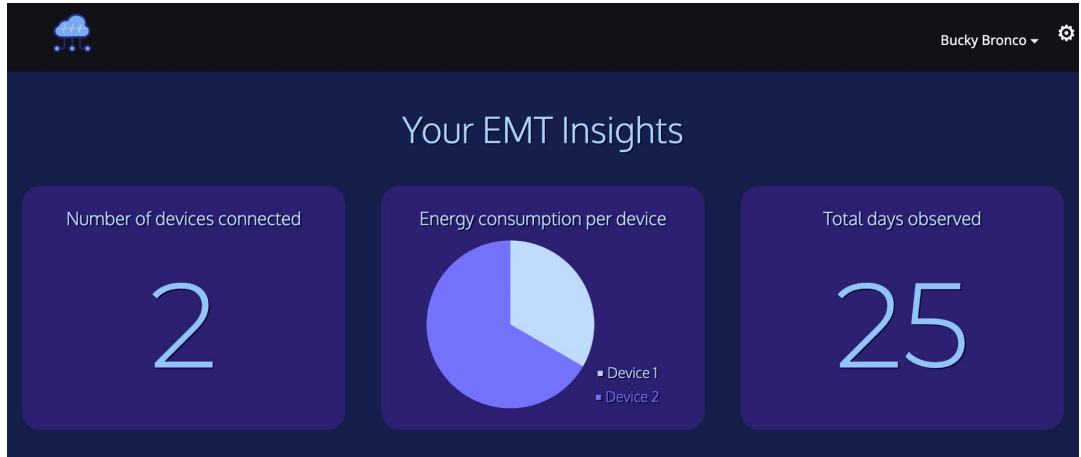 Bucky Bronco
Your EMT Insights
Number of devices connected
2
Energy consumption per device
Device 1
Device 2
Total days observed
25